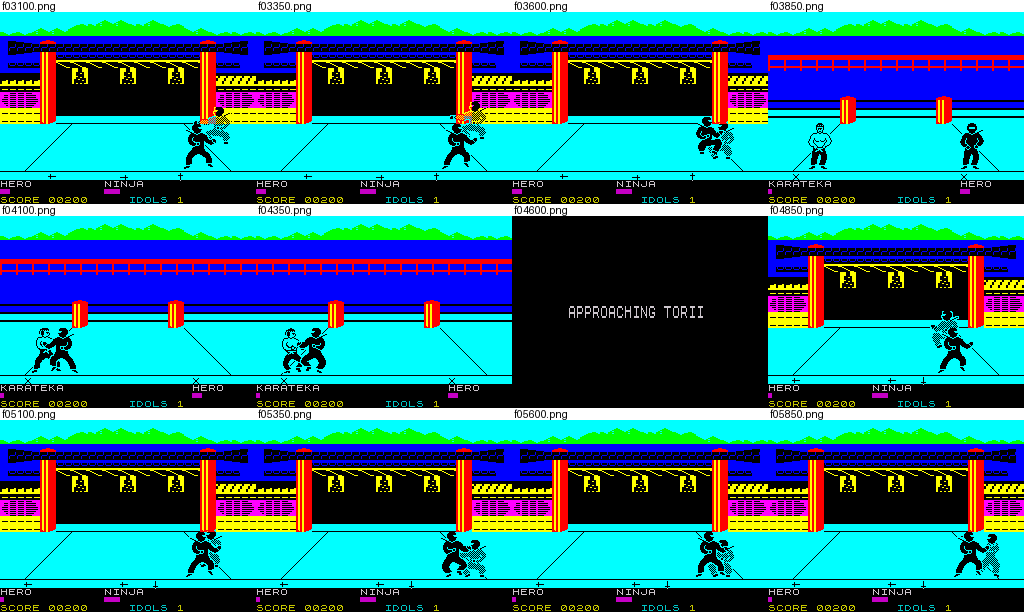 f03100.png f03350.png f03600.png f03850.png
HERO NINJA HERO NINJA HERO NINJA KARATEKA HERO
SCORE 00200 IDOLS 1 SCORE 00200 IDOLS 1 SCORE 00200 IDOLS 1 SCORE 00200 IDOLS 1
f04100.png f04350.png f04600.png f04850.png
APPROACHING TORII
KARATEKA HERO KARATEKA HERO HERO NINJA
SCORE 00200 IDOLS 1 SCORE 00200 IDOLS 1 SCORE 00200 IDOLS 1
f05100.png f05350.png f05600.png f05850.png
HERO NINJA HERO NINJA HERO NINJA HERO NINJA
SCORE 00200 IDOLS 1 SCORE 00200 IDOLS 1 SCORE 00200 IDOLS 1 SCORE 00200 IDOLS 1